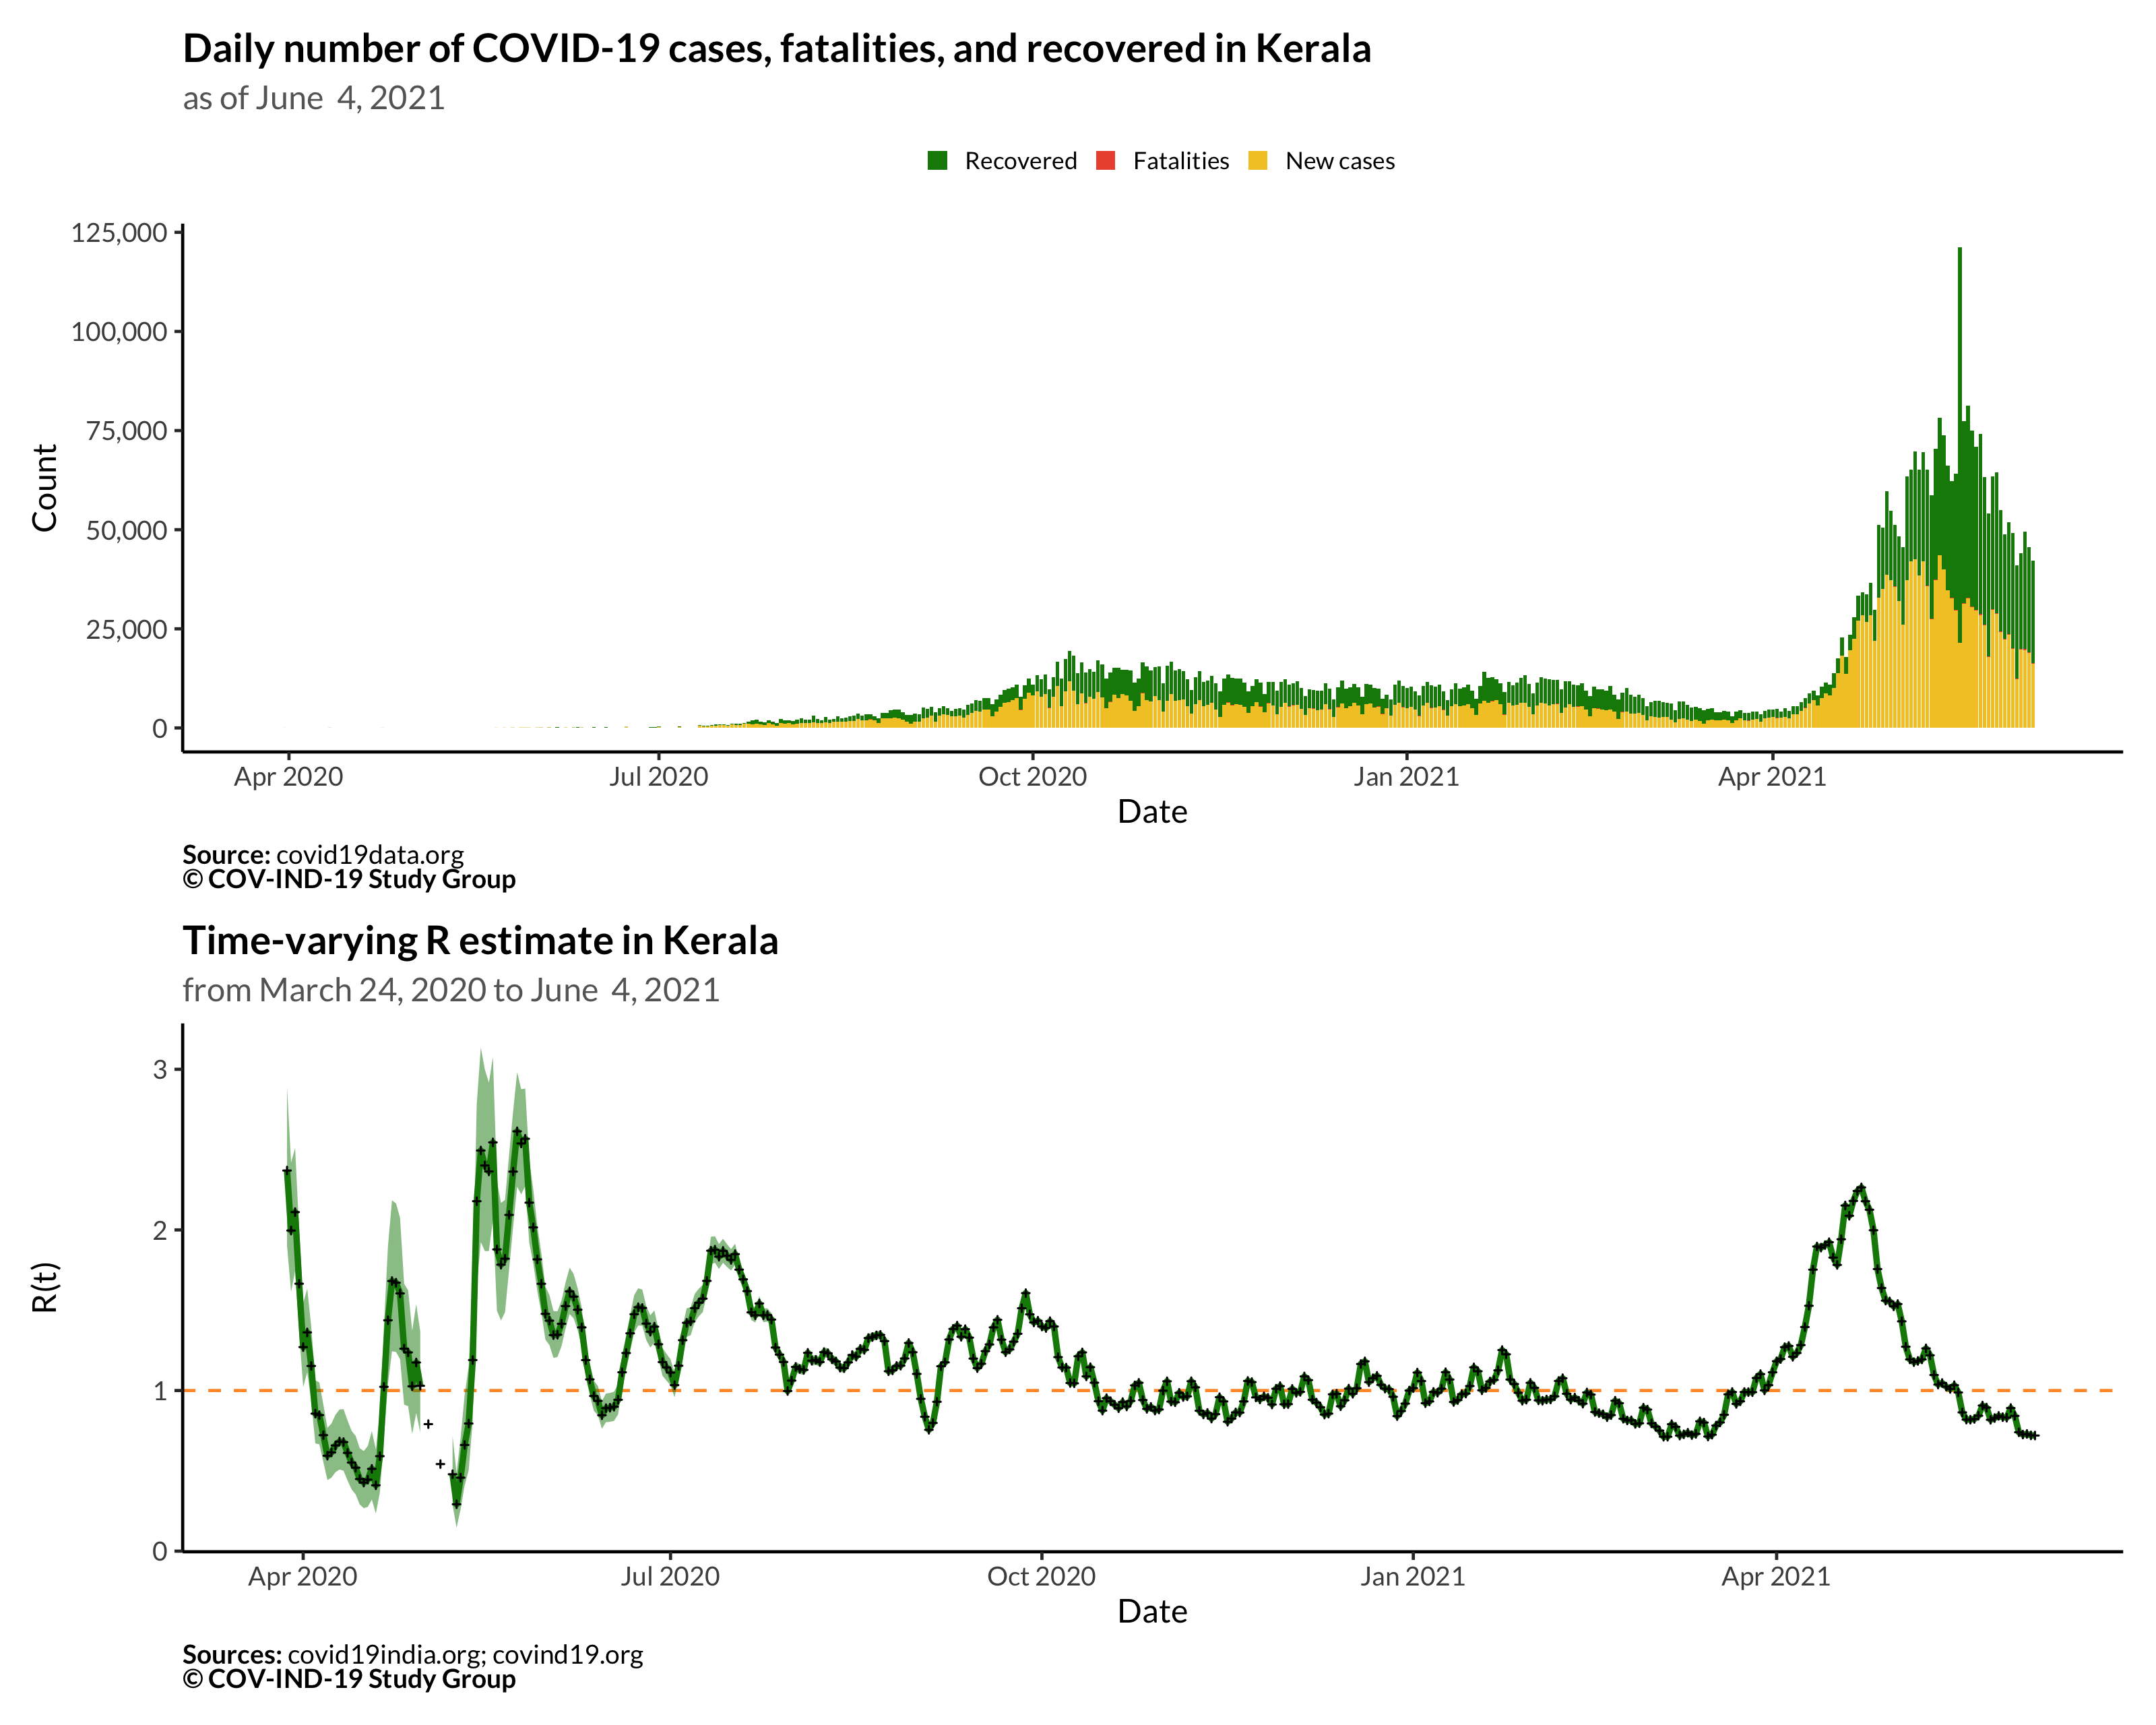 Daily number of COVID-19 cases, fatalities, and recovered in Kerala
as of June  4, 2021
Recovered Fatalities New cases
125,000
100,000
75,000
50,000
25,000
0
Count
Apr 2020 Jul 2020 Oct 2020 Jan 2021 Apr 2021
Date
Source: covid19data.org
© COV-IND-19 Study Group
Time-varying R estimate in Kerala
from March 24, 2020 to June  4, 2021
3
2
1
0
R(t)
Apr 2020 Jul 2020 Oct 2020 Jan 2021 Apr 2021
Date
Sources: covid19india.org; covind19.org
© COV-IND-19 Study Group